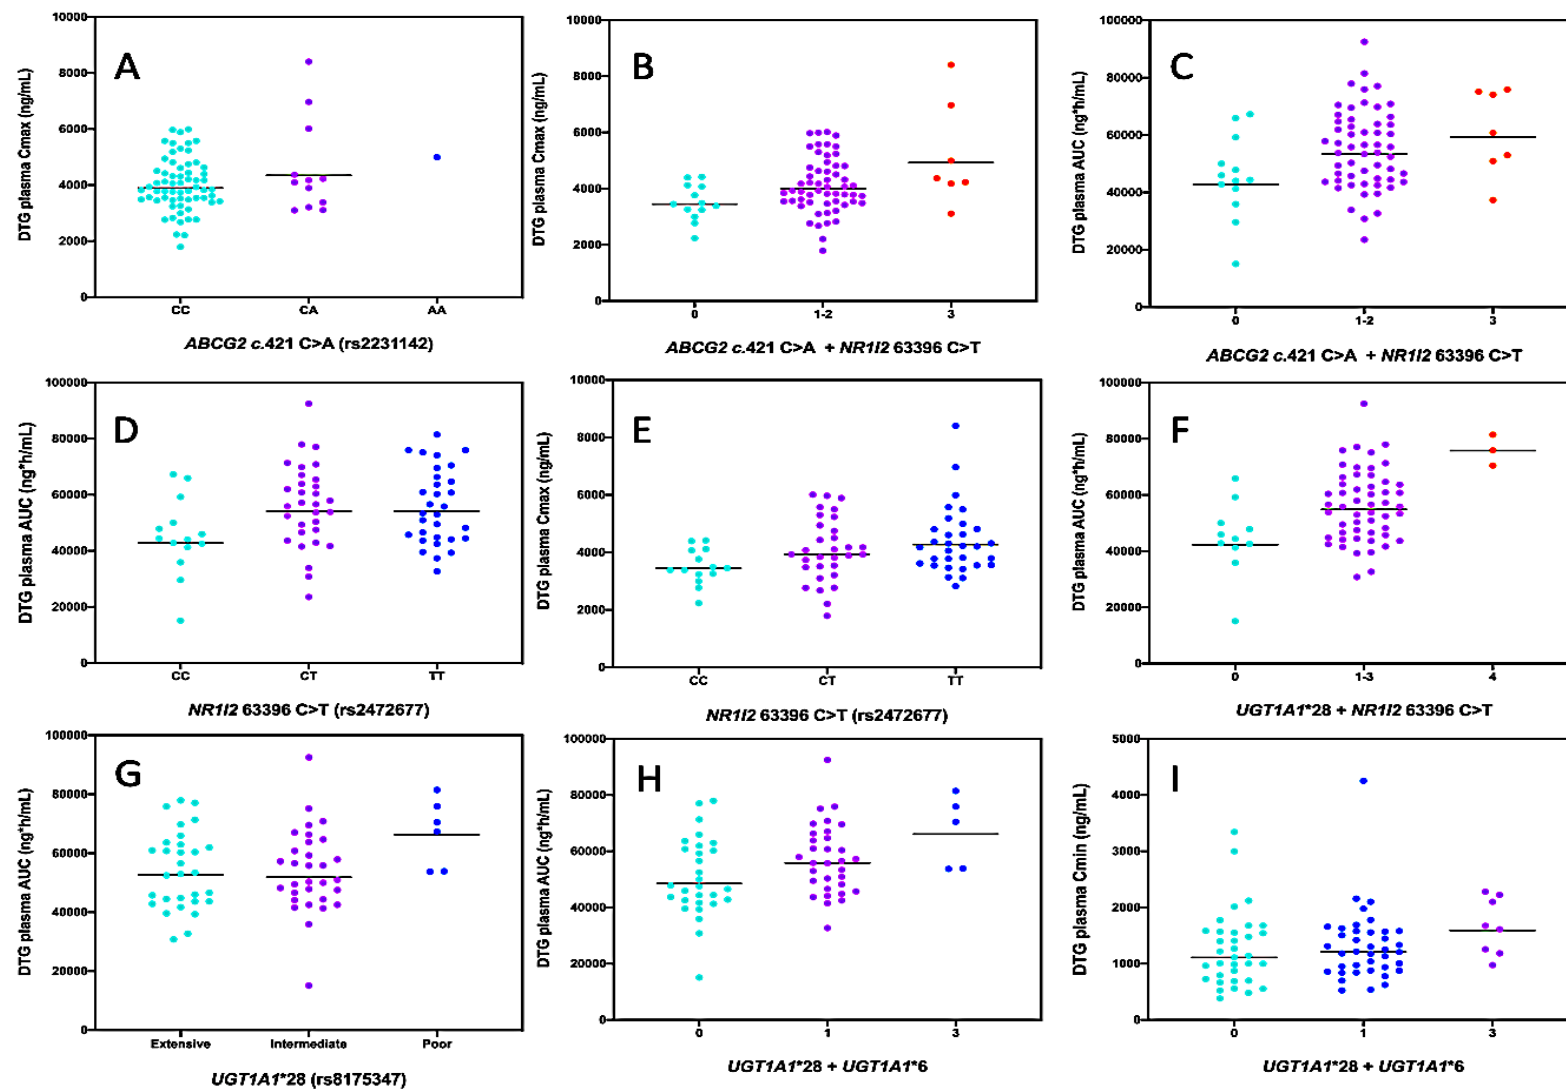 A
DTG plasma Cmax (ng/mL)
10000
8000
6000
4000
2000
0
CC CA AA
ABCG2 c.421 C>A (rs2231142)
B
DTG plasma Cmax (ng/mL)
10000
8000
6000
4000
2000
0
0 1-2 3
ABCG2 c.421 C>A + NR1I2 63396 C>T
C
DTG plasma AUC (ng*h/mL)
100000
80000
60000
40000
20000
0
0 1-2 3
ABCG2 c.421 C>A + NR1I2 63396 C>T
D
DTG plasma AUC (ng*h/mL)
100000
80000
60000
40000
20000
0
CC CT TT
NR1I2 63396 C>T (rs2472677)
E
DTG plasma Cmax (ng/mL)
10000
8000
6000
4000
2000
0
CC CT TT
NR1I2 63396 C>T (rs2472677)
F
DTG plasma AUC (ng*h/mL)
100000
80000
60000
40000
20000
0
0 1-3 4
UGT1A1*28 + NR1I2 63396 C>T
G
DTG plasma AUC (ng*h/mL)
100000
80000
60000
40000
20000
0
Extensive Intermediate Poor
UGT1A1*28 (rs8175347)
H
DTG plasma AUC (ng*h/mL)
100000
80000
60000
40000
20000
0
0 1 3
UGT1A1*28 + UGT1A1*6
I
DTG plasma Cmin (ng/mL)
5000
4000
3000
2000
1000
0
0 1 3
UGT1A1*28 + UGT1A1*6